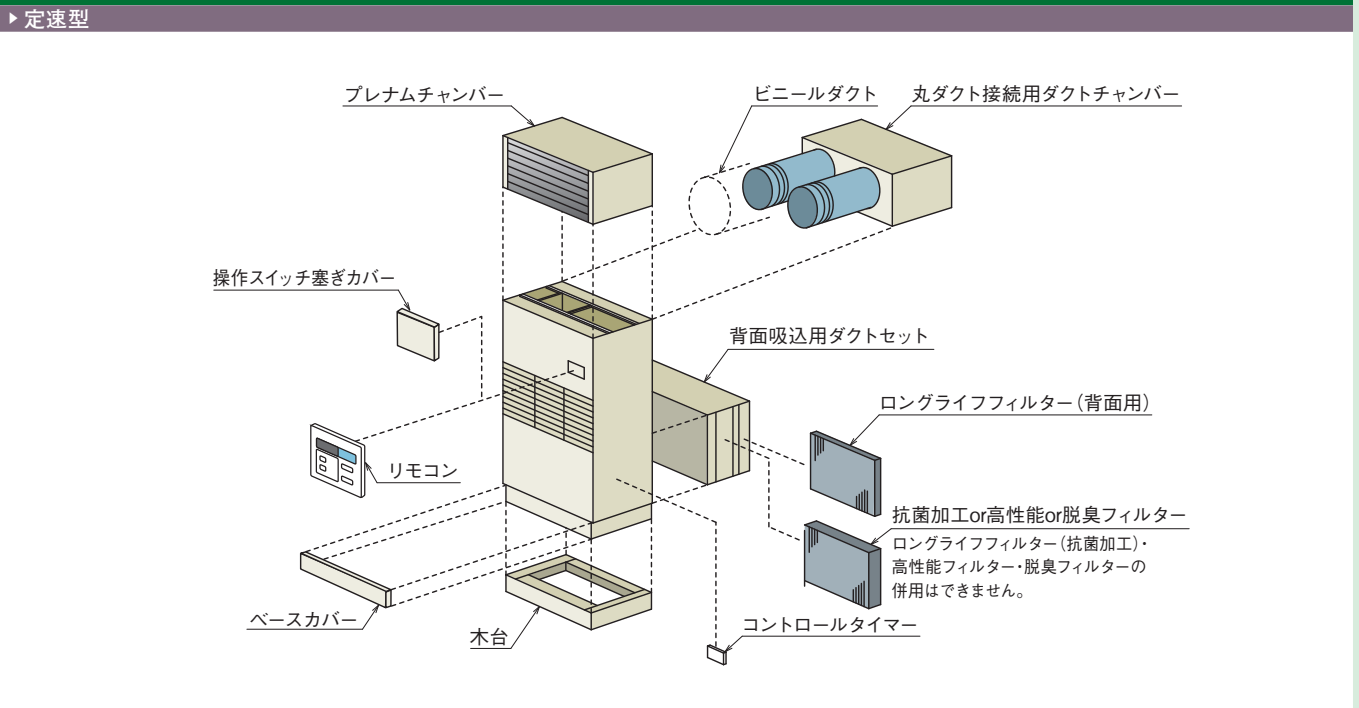 定速型
プレナムチャンバー
ビニールダクト
丸ダクト接続用ダクトチャンバー
操作スイッチ塞ぎカバー
背面吸込用ダクトセット
ロングライフフィルター(背面用)
リモコン
抗菌加工or高性能or脱臭フィルター
ロングライフフィルター(抗菌加工)・
高性能フィルター・脱臭フィルターの
併用はできません。
ベースカバー
木台
コントロールタイマー